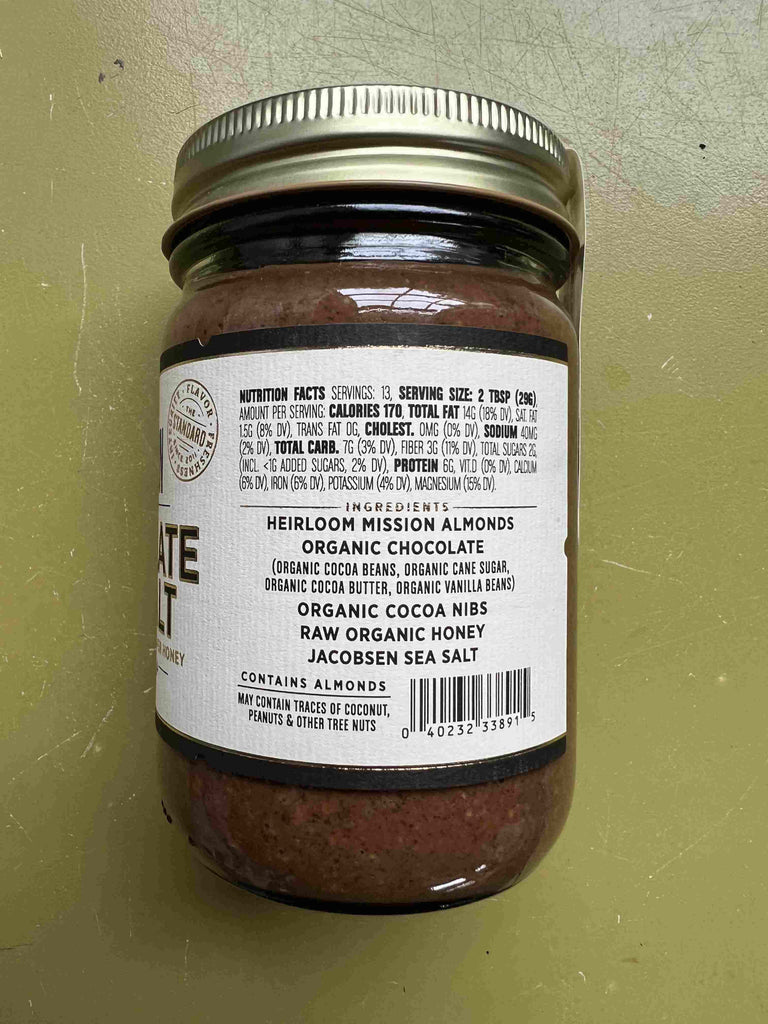 FLAVOR
THE
STANDARD
SINCE 2011
FRESHNESS
ATE
LT
HONEY
NUTRITION FACTS SERVINGS: 13, SERVING SIZE: 2 TBSP (29G),
AMOUNT PER SERVING: CALORIES 170, TOTAL FAT 14G (18% DV), SAT. FAT
1.5G (8% DV), TRANS FAT 0G, CHOLEST. 0MG (0% DV), SODIUM 40MG
(2% DV), TOTAL CARB. 7G (3% DV), FIBER 3G (11% DV), TOTAL SUGARS 2G,
(INCL. <1G ADDED SUGARS, 2% DV), PROTEIN 6G, VIT.D (0% DV), CALCIUM
(6% DV), IRON (6% DV), POTASSIUM (4% DV), MAGNESIUM (15% DV).
INGREDIENTS
HEIRLOOM MISSION ALMONDS
ORGANIC CHOCOLATE
(ORGANIC COCOA BEANS, ORGANIC CANE SUGAR,
ORGANIC COCOA BUTTER, ORGANIC VANILLA BEANS)
ORGANIC COCOA NIBS
RAW ORGANIC HONEY
JACOBSEN SEA SALT
CONTAINS ALMONDS
MAY CONTAIN TRACES OF COCONUT,
PEANUTS & OTHER TREE NUTS
0 40232 33891 5